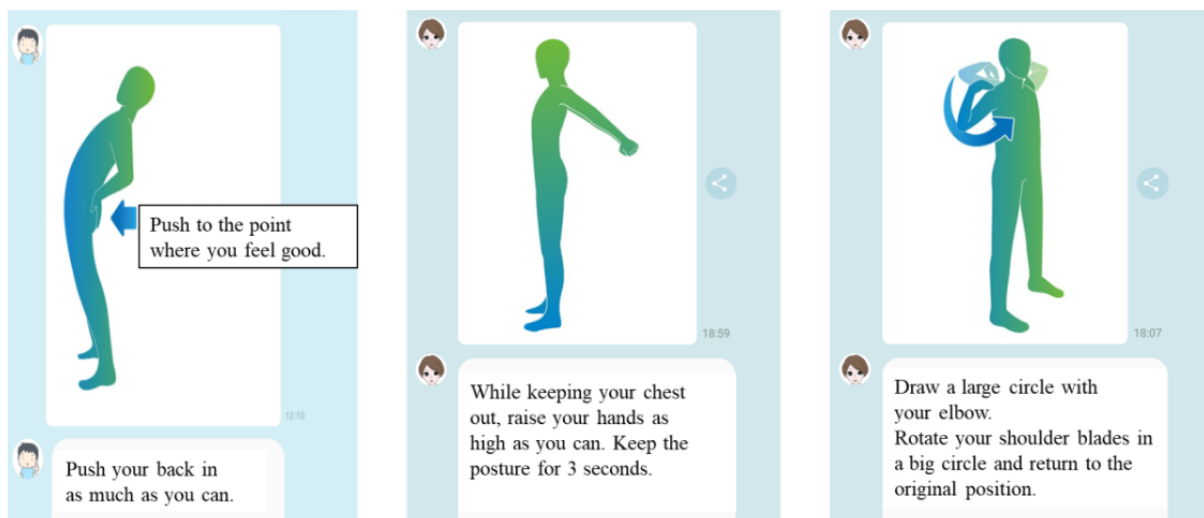 Push to the point
where you feel good.
12:10
Push your back in
as much as you can.
18:59
While keeping your chest
out, raise your hands as
high as you can. Keep the
posture for 3 seconds.
18:07
Draw a large circle with
your elbow.
Rotate your shoulder blades in
a big circle and return to the
original position.